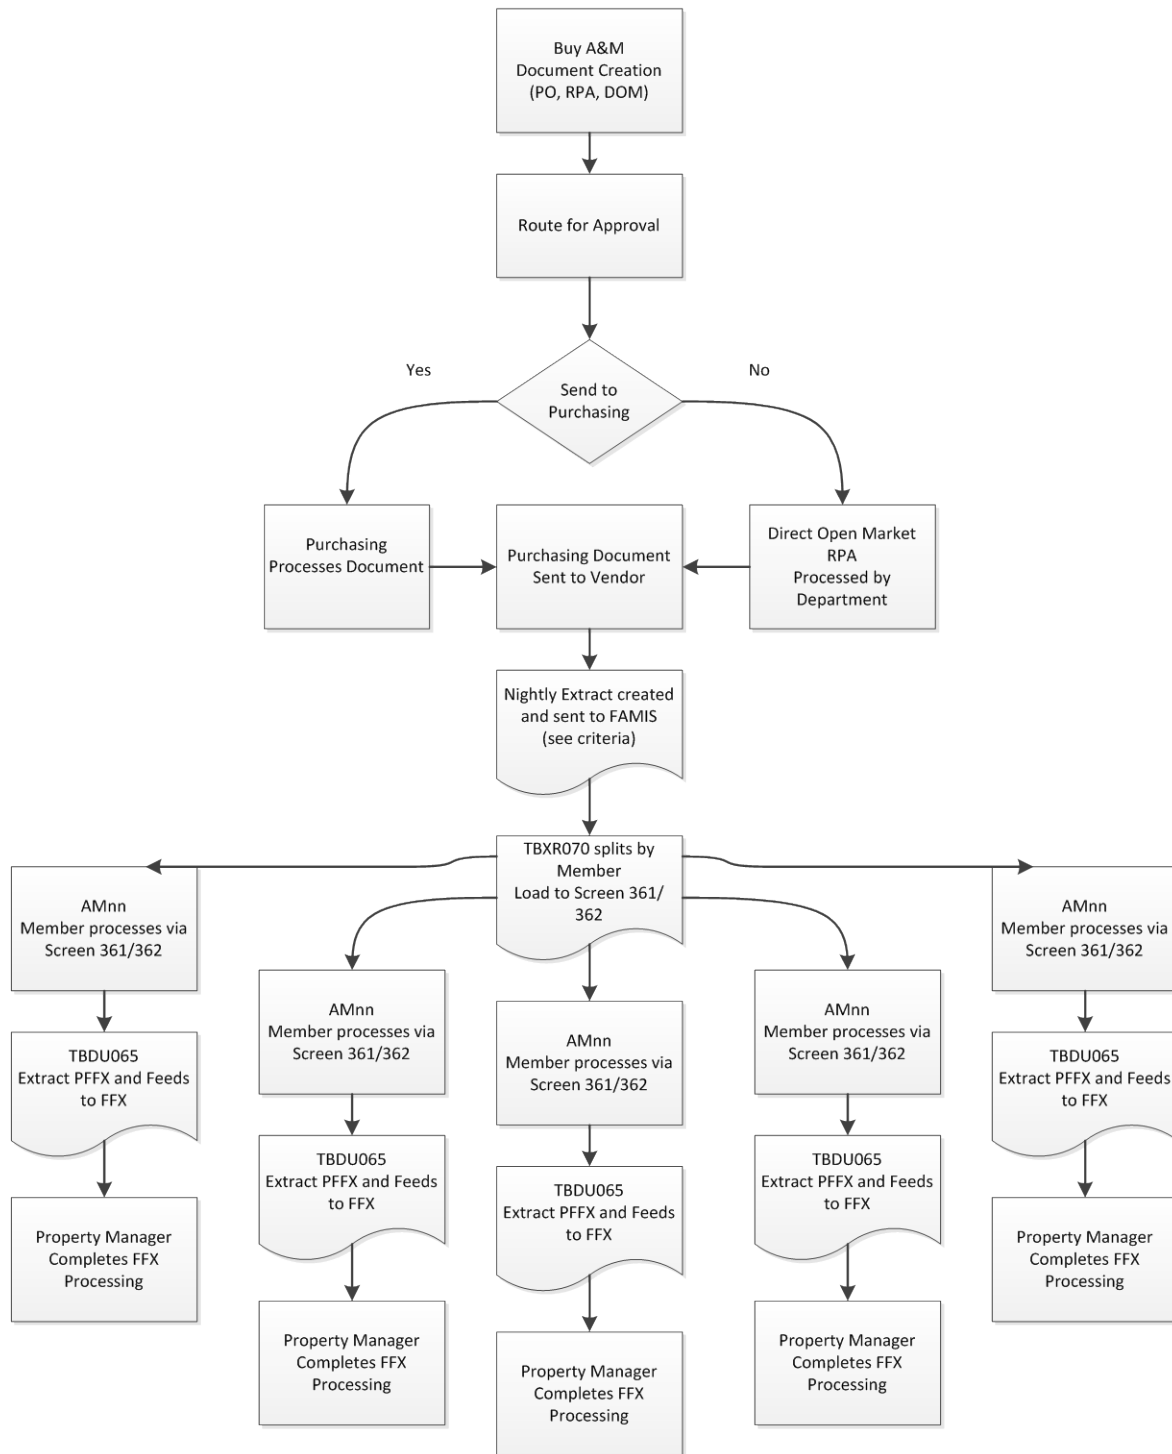 Buy A&M
Document Creation
(PO, RPA, DOM)
Route for Approval
Yes
No
Send to
Purchasing
Purchasing
Processes Document
Purchasing Document
Sent to Vendor
Direct Open Market
RPA
Processed by
Department
Nightly Extract created
and sent to FAMIS
(see criteria)
TBXR070 splits by
Member
Load to Screen 361/
362
AMnn
Member processes via
Screen 361/362
TBDU065
Extract PFFX and Feeds
to FFX
Property Manager
Completes FFX
Processing
AMnn
Member processes via
Screen 361/362
TBDU065
Extract PFFX and Feeds
to FFX
Property Manager
Completes FFX
Processing
AMnn
Member processes via
Screen 361/362
TBDU065
Extract PFFX and Feeds
to FFX
Property Manager
Completes FFX
Processing
AMnn
Member processes via
Screen 361/362
TBDU065
Extract PFFX and Feeds
to FFX
Property Manager
Completes FFX
Processing
AMnn
Member processes via
Screen 361/362
TBDU065
Extract PFFX and Feeds
to FFX
Property Manager
Completes FFX
Processing